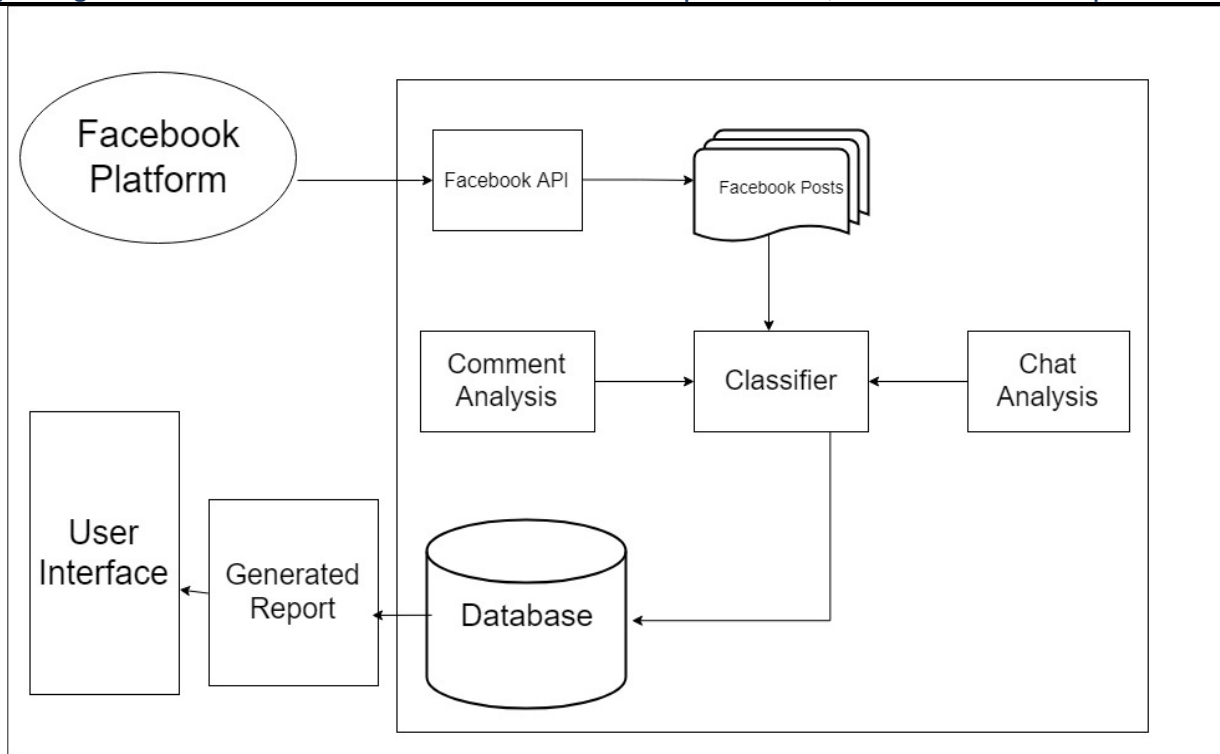 Facebook
Platform
Facebook API
Facebook Posts
Comment
Analysis
Classifier
Chat
Analysis
User
Interface
Generated
Report
Database